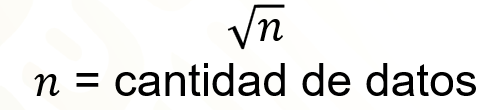 √n
n = cantidad de datos